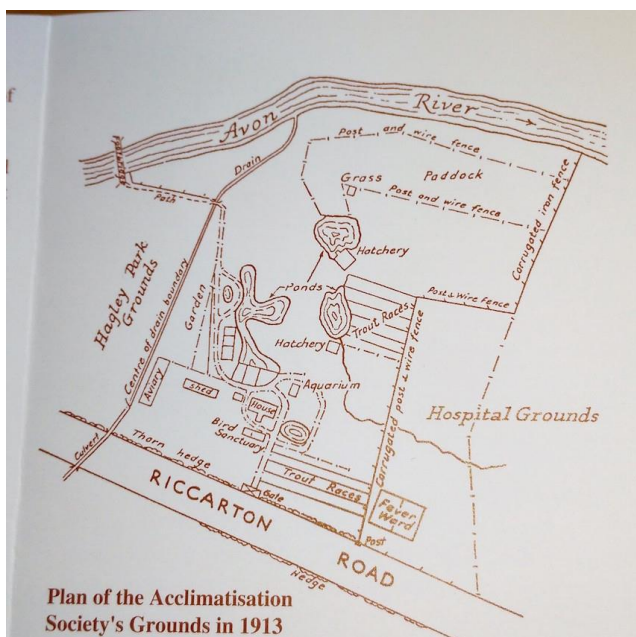 f
Avon River
Post and wire fence
Drain
Grass Paddock
Post and wire fence
Corrugated iron fence
Path
Hatchery
Hagley Park
Grounds
Centre of drain boundary
Garden
Ponds
Post & Wire Fence
Trout Races
Hatchery
Corrugated post & wire fence
Aviary
shed
Aquarium
House
Hospital Grounds
Bird
Sanctuary
Culvert
Thorn hedge
Trout Races
Gate
Fever
Ward
RICCARTON ROAD
Post
Hedge
Plan of the Acclimatisation
Society's Grounds in 1913